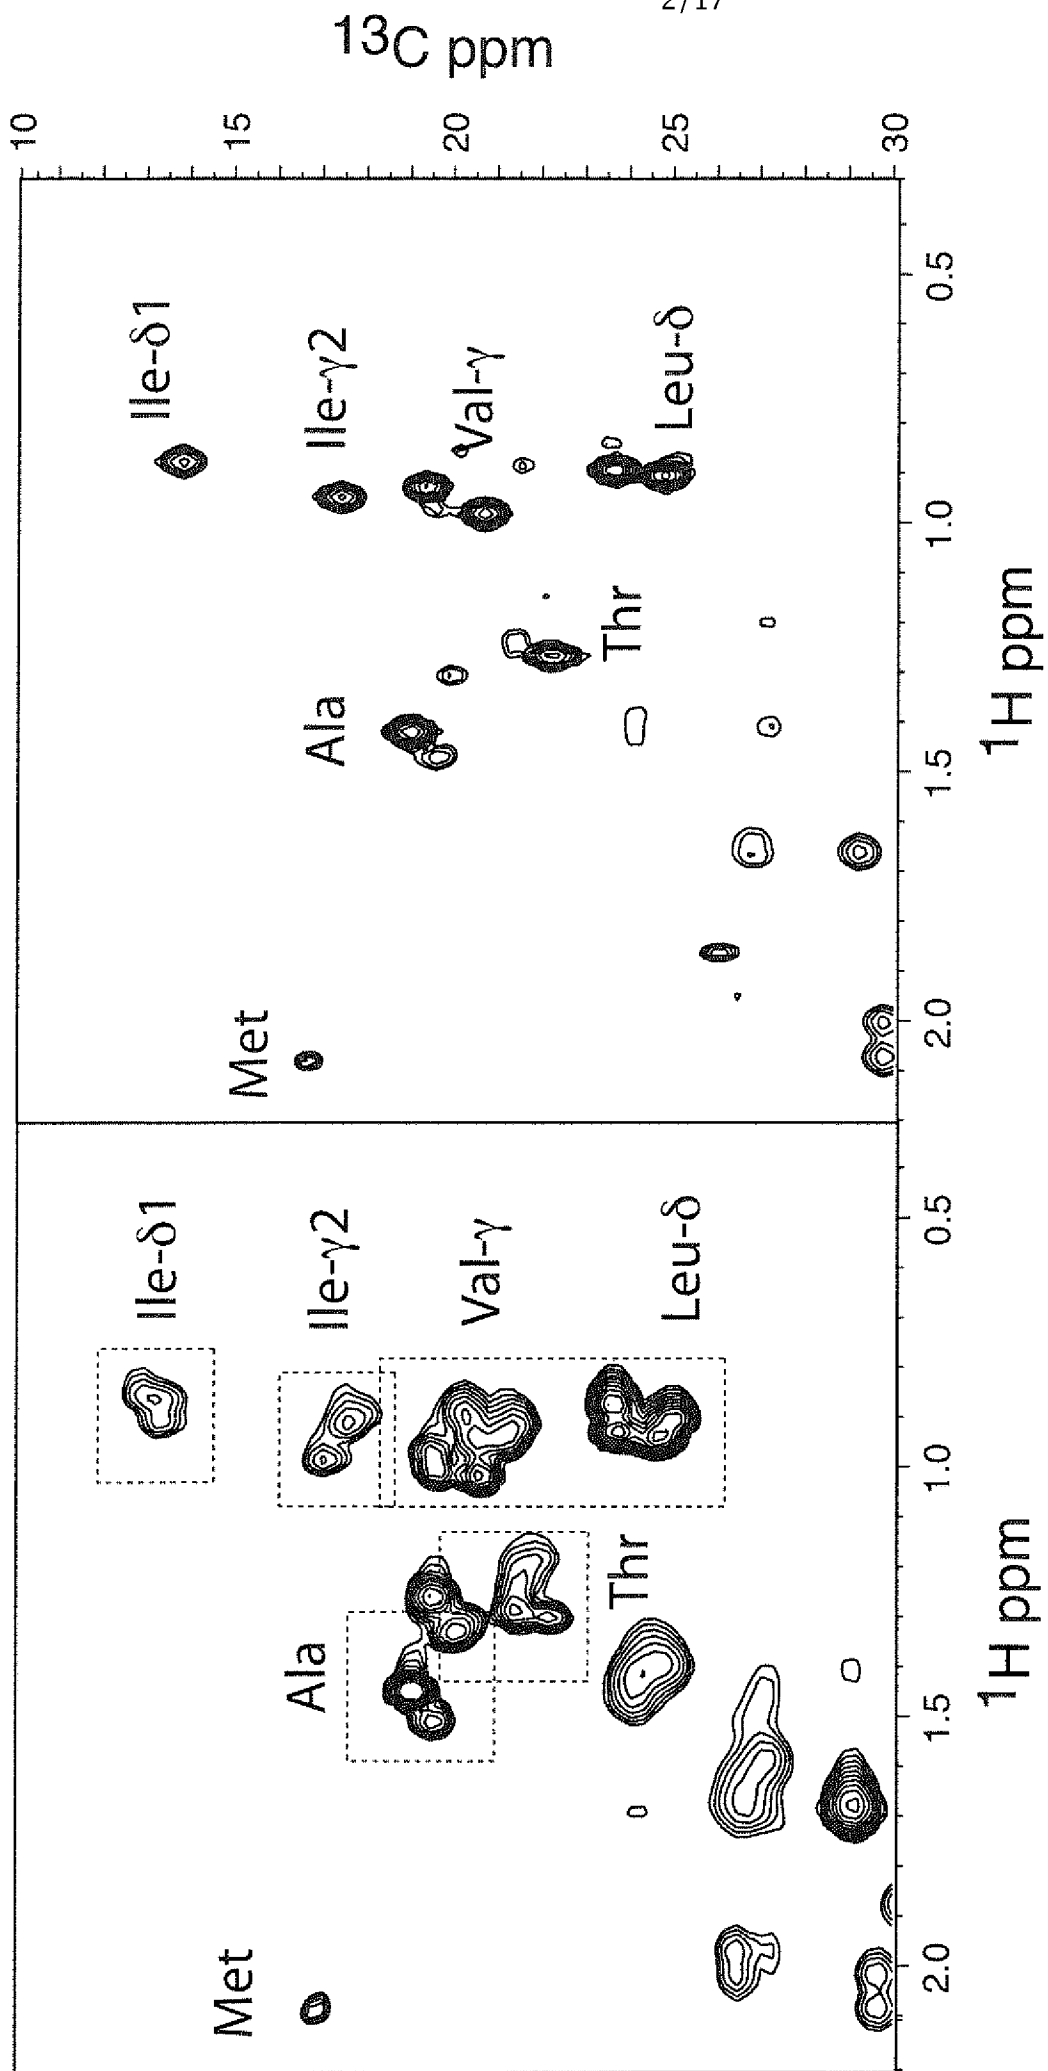 2/17
13C ppm
10
15
20
25
30
Ile-δ1
Ile-γ2
Val-γ
Leu-δ
Ala
Thr
Met
0.5
1.0
1.5
2.0
1H ppm
Ile-δ1
Ile-γ2
Val-γ
Leu-δ
Ala
Thr
Met
0.5
1.0
1.5
2.0
1H ppm